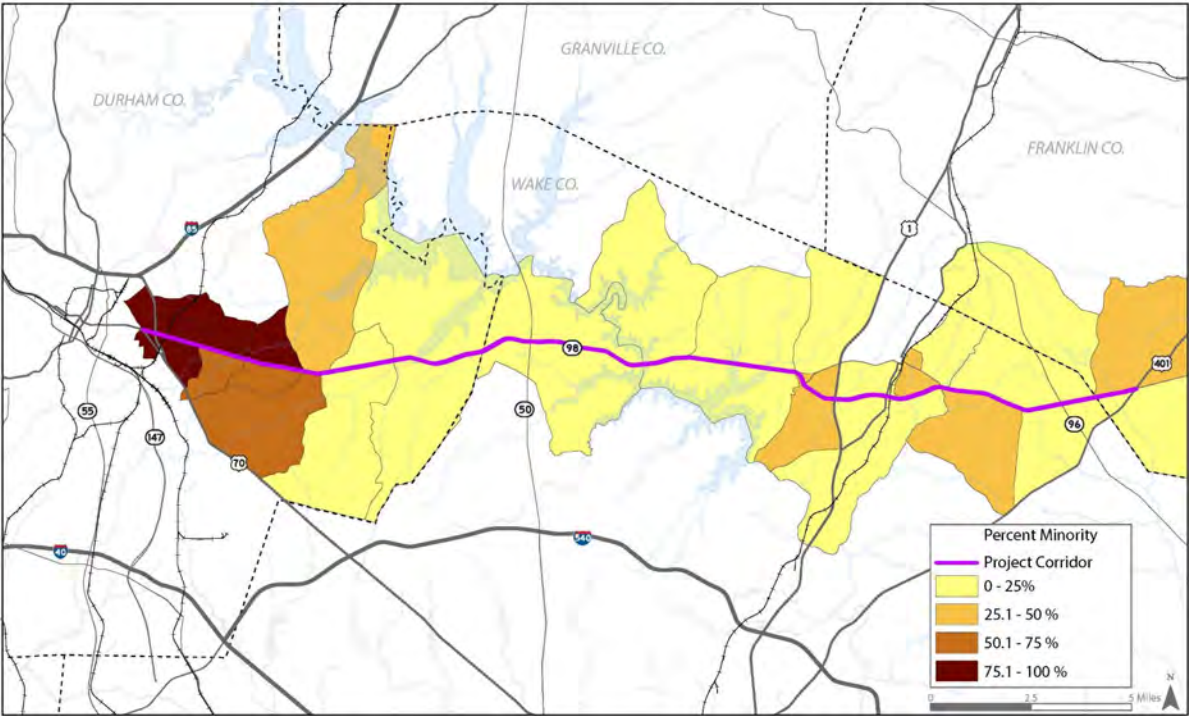 GRANVILLE CO.
DURHAM CO.
FRANKLIN CO.
WAKE CO.
85
1
98
401
55
50
96
147
70
40
540
Percent Minority
Project Corridor
0 - 25%
25.1 - 50 %
50.1 - 75 %
75.1 - 100 %
N
0 2.5 5 Miles